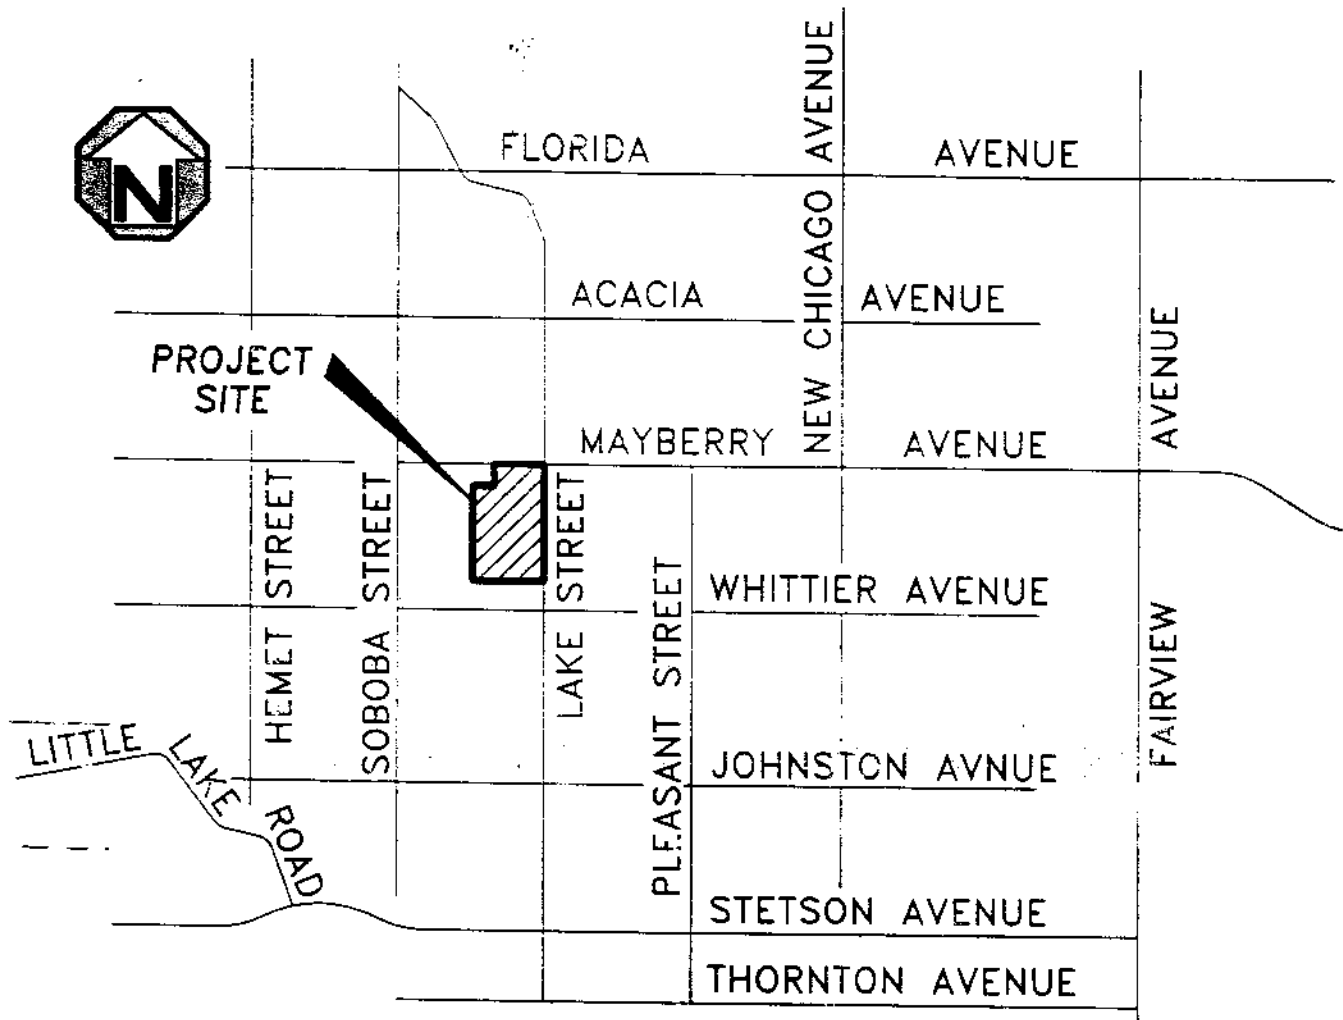 FLORIDA AVENUE
N
NEW CHICAGO AVENUE
ACACIA AVENUE
PROJECT
SITE
MAYBERRY AVENUE
FAIRVIEW AVENUE
HEMET STREET
SOBOBA STREET
LAKE STREET
PLEASANT STREET
WHITTIER AVENUE
LITTLE LAKE ROAD
JOHNSTON AVNUE
STETSON AVENUE
THORNTON AVENUE